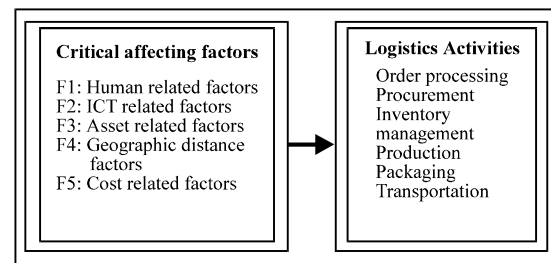 Critical affecting factors
F1: Human related factors
F2: ICT related factors
F3: Asset related factors
F4: Geographic distance
factors
F5: Cost related factors
Logistics Activities
Order processing
Procurement
Inventory
management
Production
Packaging
Transportation